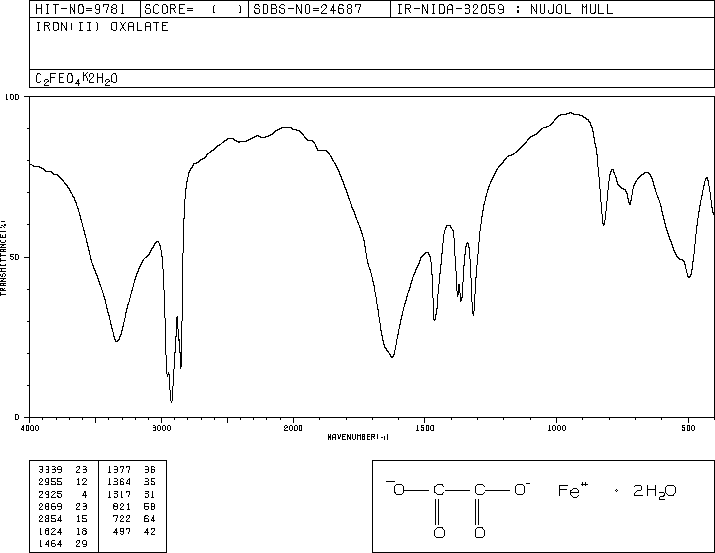 HIT-NO=9781 SCORE= ( ) SDBS-NO=24687 IR-NIDA-32059 : NUJOL MULL
IRON(II) OXALATE
C2FEO4K2H2O
100
50
0
TRANSMITTANCE(%)
4000 3000 2000 1500 1000 500
WAVENUMBER(-1)
3339 23 1377 36
2955 12 1364 35
2925 4 1317 31
2869 29 821 58
2854 15 722 64
1624 18 497 42
1464 29
-O—C—C—O- Fe++ · 2H2O
O O